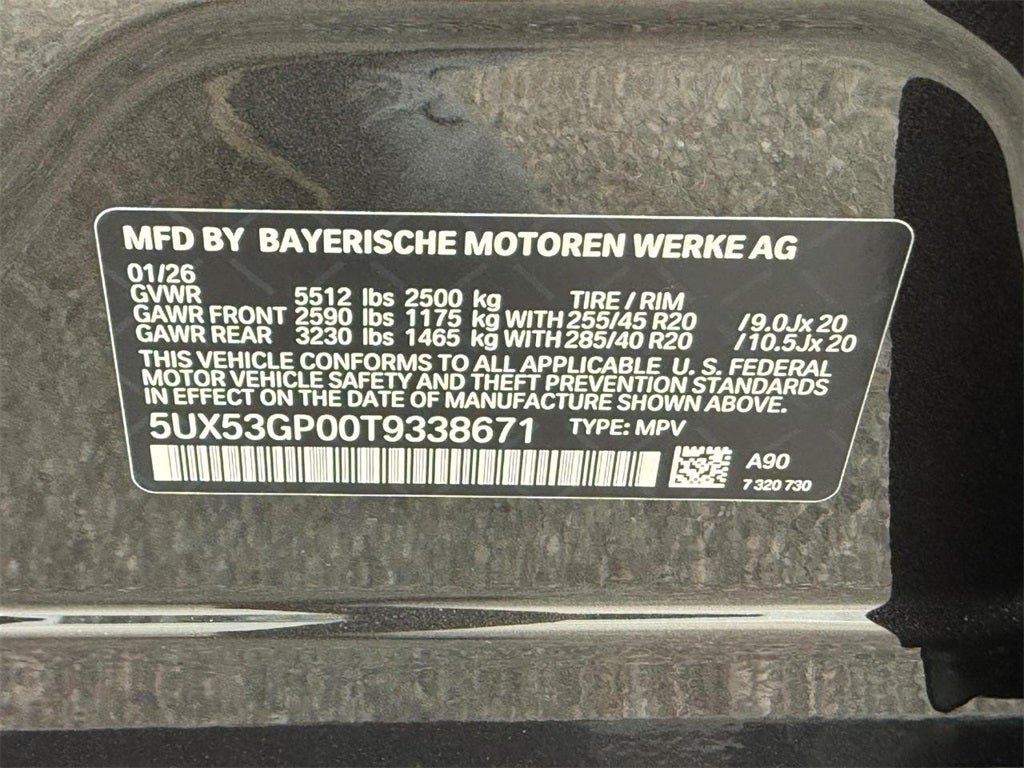 MFD BY BAYERISCHE MOTOREN WERKE AG
01/26
GVWR 5512 lbs 2500 kg TIRE / RIM
GAWR FRONT 2590 lbs 1175 kg WITH 255/45 R20 /9.0Jx20
GAWR REAR 3230 lbs 1465 kg WITH 285/40 R20 /10.5Jx20
THIS VEHICLE CONFORMS TO ALL APPLICABLE U. S. FEDERAL
MOTOR VEHICLE SAFETY AND THEFT PREVENTION STANDARDS
IN EFFECT ON THE DATE OF MANUFACTURE SHOWN ABOVE.
5UX53GP00T9338671 TYPE: MPV
A90
7 320 730